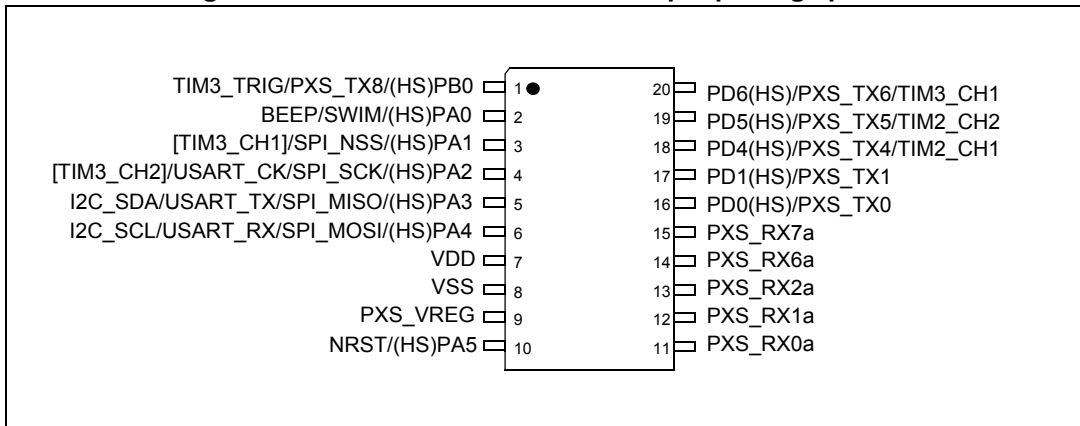 TIM3_TRIG/PXS_TX8/(HS)PB0 1 20 PD6(HS)/PXS_TX6/TIM3_CH1
BEEP/SWIM/(HS)PA0 2 19 PD5(HS)/PXS_TX5/TIM2_CH2
[TIM3_CH1]/SPI_NSS/(HS)PA1 3 18 PD4(HS)/PXS_TX4/TIM2_CH1
[TIM3_CH2]/USART_CK/SPI_SCK/(HS)PA2 4 17 PD1(HS)/PXS_TX1
I2C_SDA/USART_TX/SPI_MISO/(HS)PA3 5 16 PD0(HS)/PXS_TX0
I2C_SCL/USART_RX/SPI_MOSI/(HS)PA4 6 15 PXS_RX7a
VDD 7 14 PXS_RX6a
VSS 8 13 PXS_RX2a
PXS_VREG 9 12 PXS_RX1a
NRST/(HS)PA5 10 11 PXS_RX0a